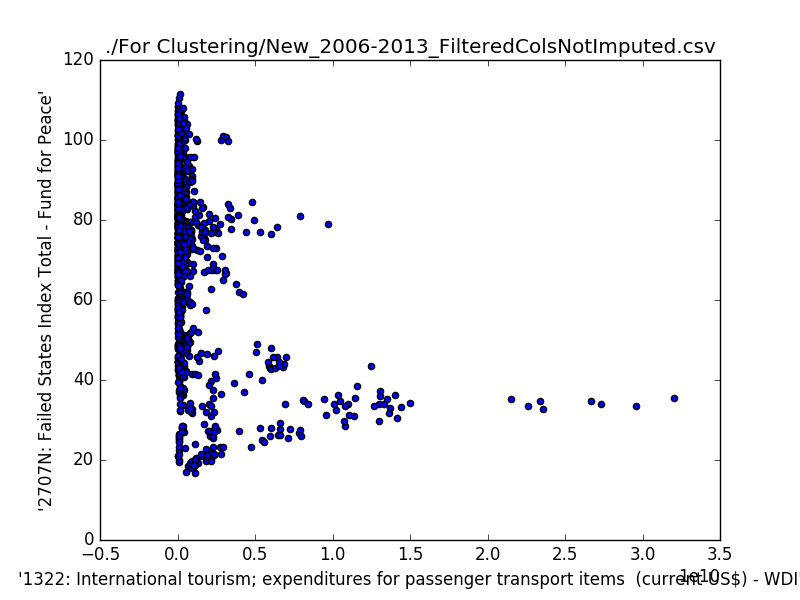 ./For Clustering/New_2006-2013_FilteredColsNotImputed.csv
'2707N: Failed States Index Total - Fund for Peace'
120
100
80
60
40
20
0
−0.5 0.0 0.5 1.0 1.5 2.0 2.5 3.0 3.5
1e10
'1322: International tourism; expenditures for passenger transport items (current US$) - WDI'